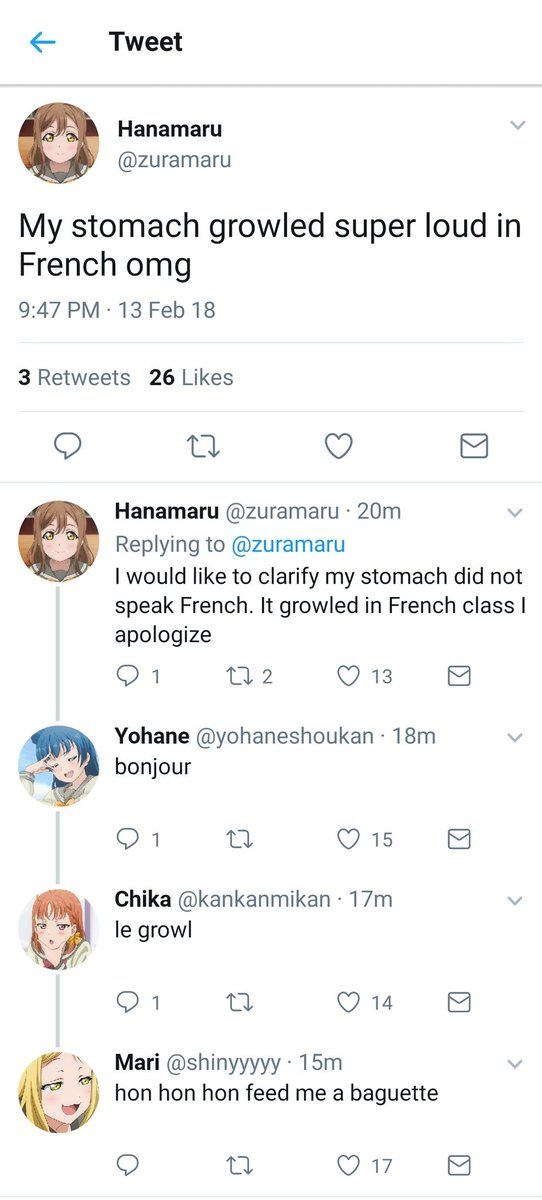 Tweet
Hanamaru
@zuramaru
My stomach growled super loud in
French omg
9:47 PM · 13 Feb 18
3 Retweets 26 Likes
Hanamaru @zuramaru · 20m
Replying to @zuramaru
I would like to clarify my stomach did not
speak French. It growled in French class I
apologize
1 2 13
Yohane @yohaneshoukan · 18m
bonjour
1 15
Chika @kankanmikan · 17m
le growl
1 14
Mari @shinyyyyy · 15m
hon hon hon feed me a baguette
17